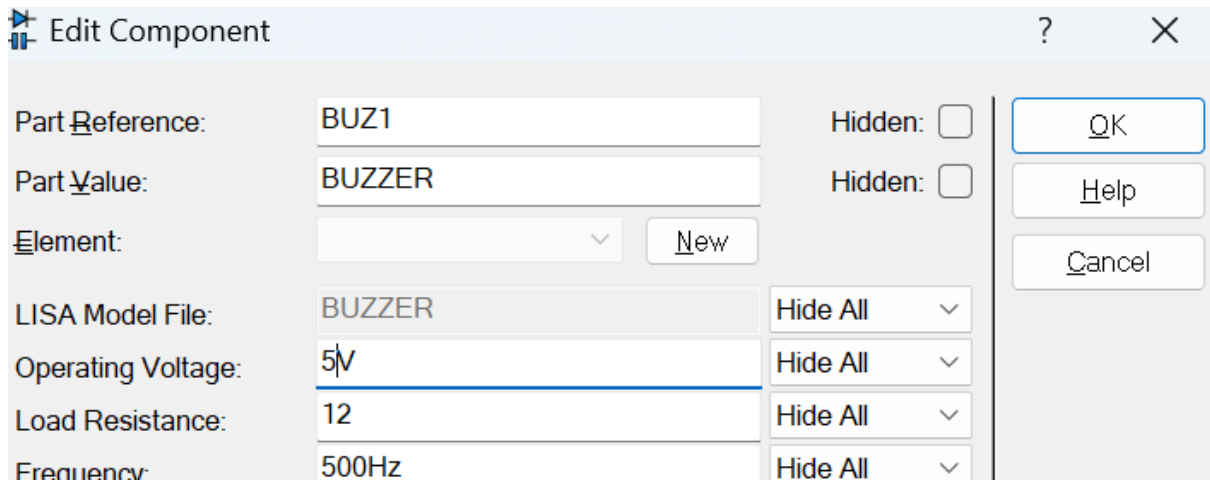 Edit Component ?
Part Reference: BUZ1 Hidden: OK
Part Value: BUZZER Hidden: Help
Element: New Cancel
LISA Model File: BUZZER Hide All
Operating Voltage: 5V Hide All
Load Resistance: 12 Hide All
Frequency: 500Hz Hide All